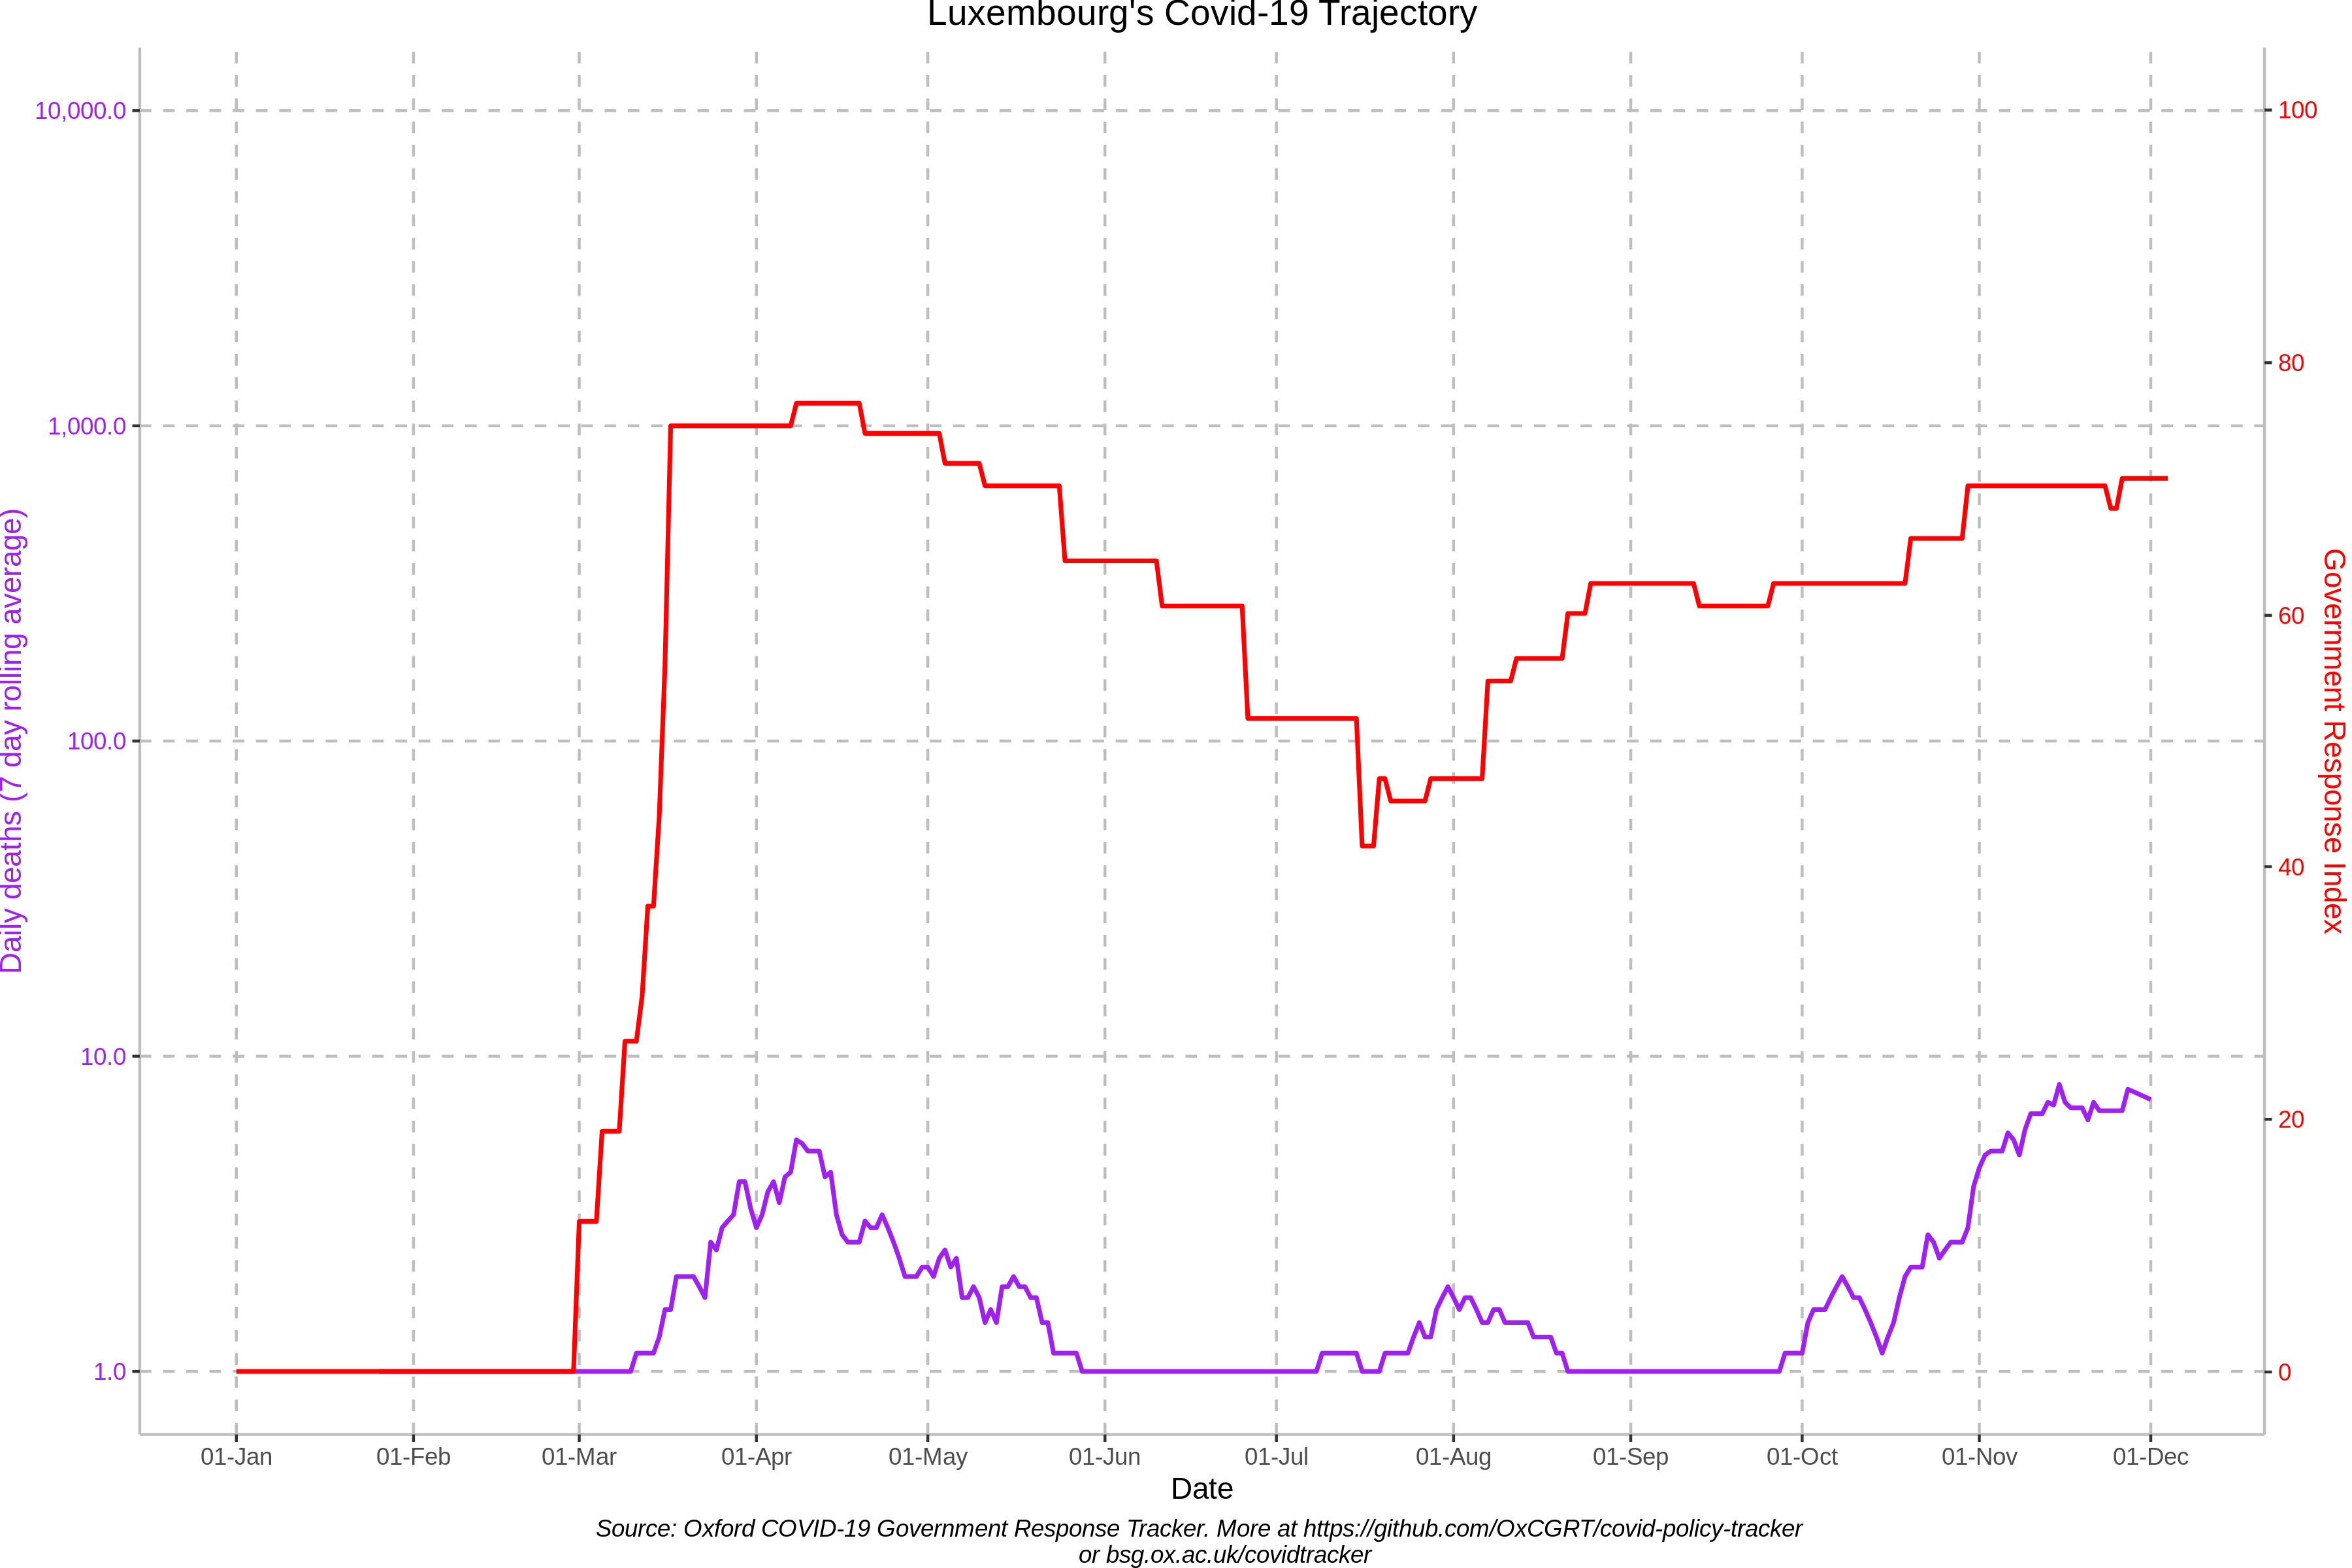 Luxembourg's Covid-19 Trajectory
10,000.0
1,000.0
100.0
10.0
1.0
Daily deaths (7 day rolling average)
100
80
60
40
20
0
Government Response Index
01-Jan 01-Feb 01-Mar 01-Apr 01-May 01-Jun 01-Jul 01-Aug 01-Sep 01-Oct 01-Nov 01-Dec
Date
Source: Oxford COVID-19 Government Response Tracker. More at https://github.com/OxCGRT/covid-policy-tracker
or bsg.ox.ac.uk/covidtracker